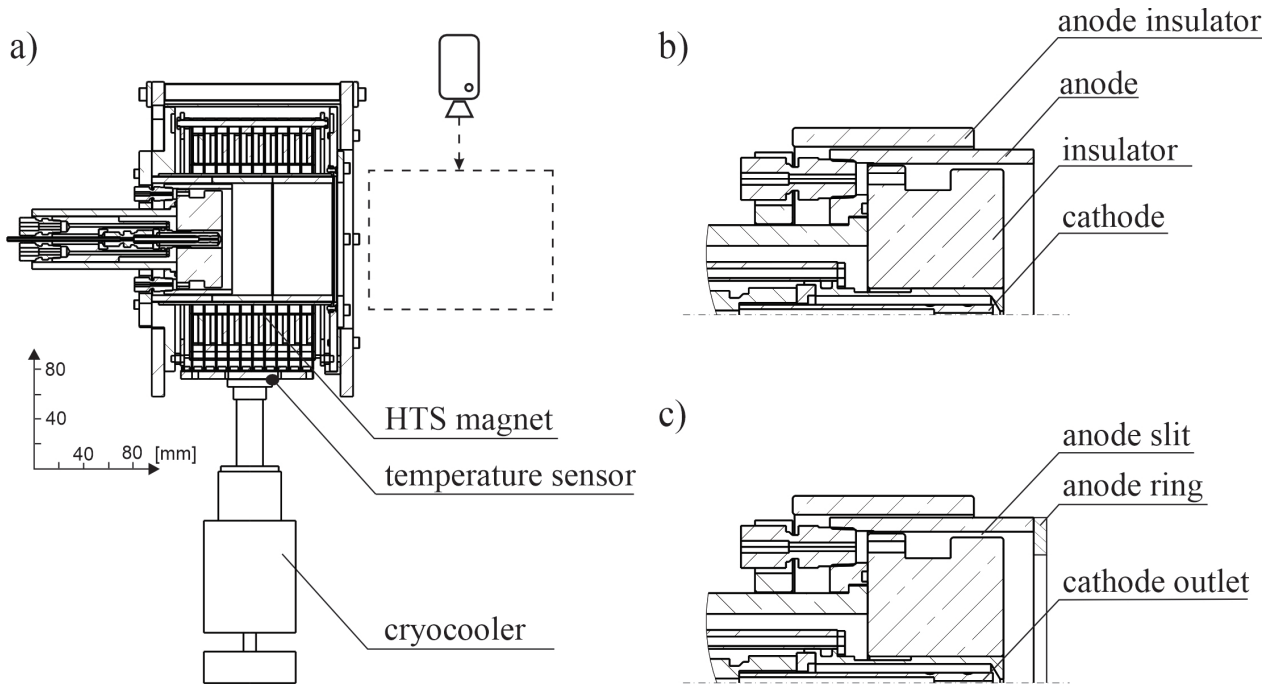 a)
80
40
40
80
[mm]
HTS magnet
temperature sensor
cryocooler
b)
anode insulator
anode
insulator
cathode
c)
anode slit
anode ring
cathode outlet